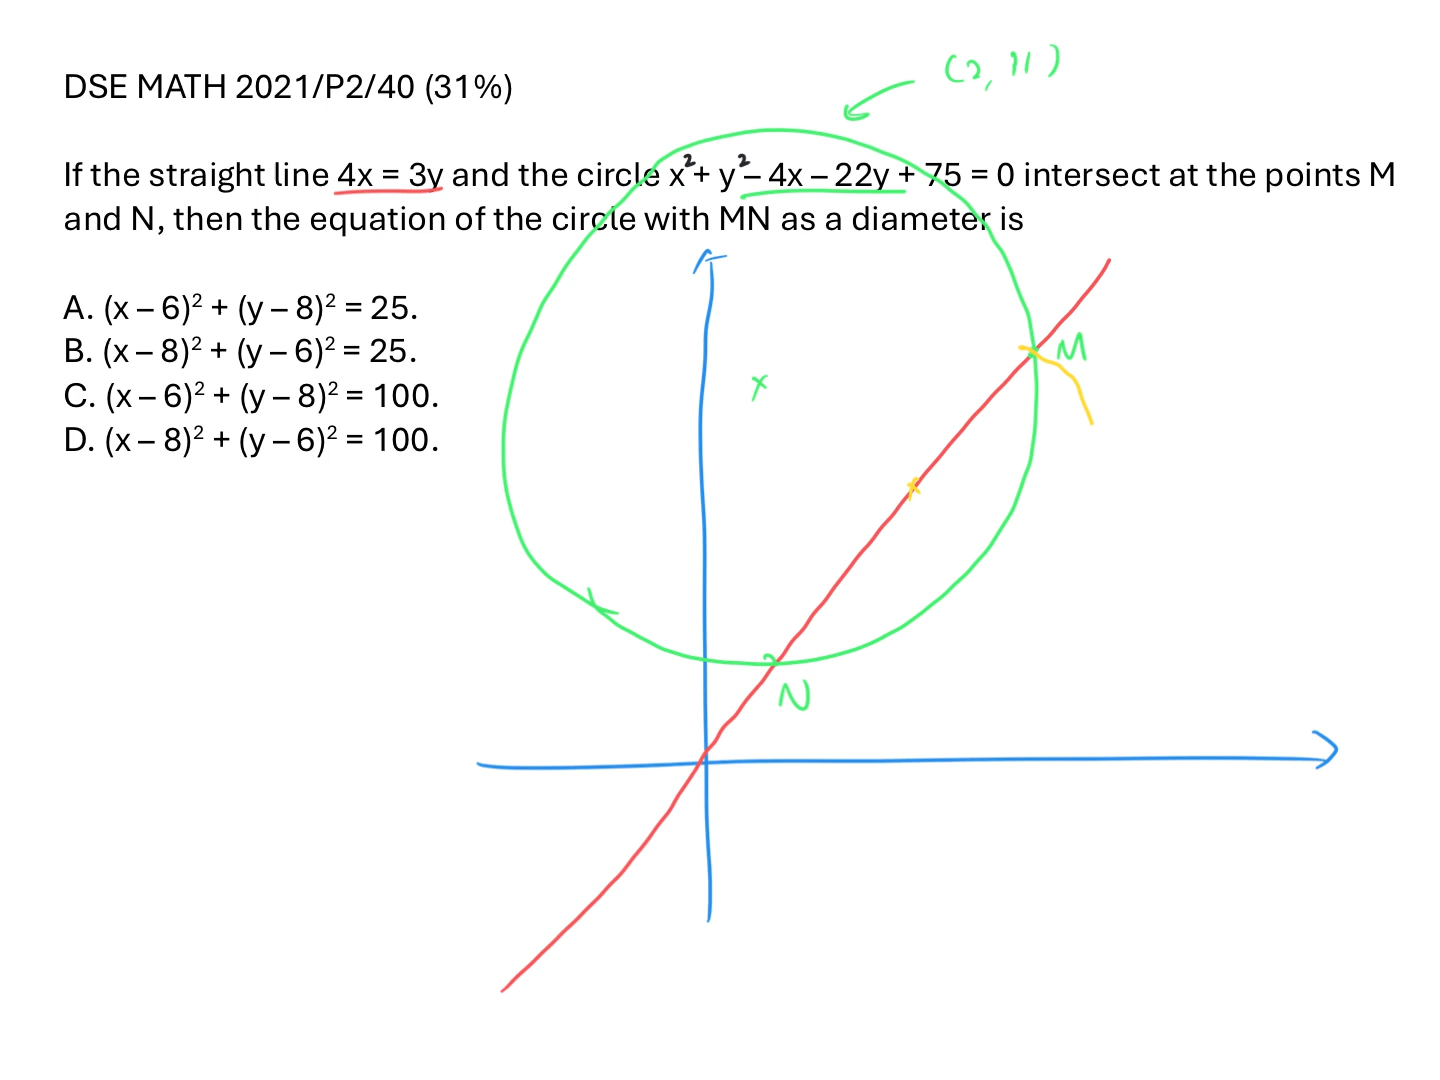 DSE MATH 2021/P2/40 (31%)
(2, 11)
If the straight line 4x = 3y and the circle x²+ y²– 4x – 22y + 75 = 0 intersect at the points M
and N, then the equation of the circle with MN as a diameter is
A. (x – 6)² + (y – 8)² = 25.
B. (x – 8)² + (y – 6)² = 25.
C. (x – 6)² + (y – 8)² = 100.
D. (x – 8)² + (y – 6)² = 100.
M
N